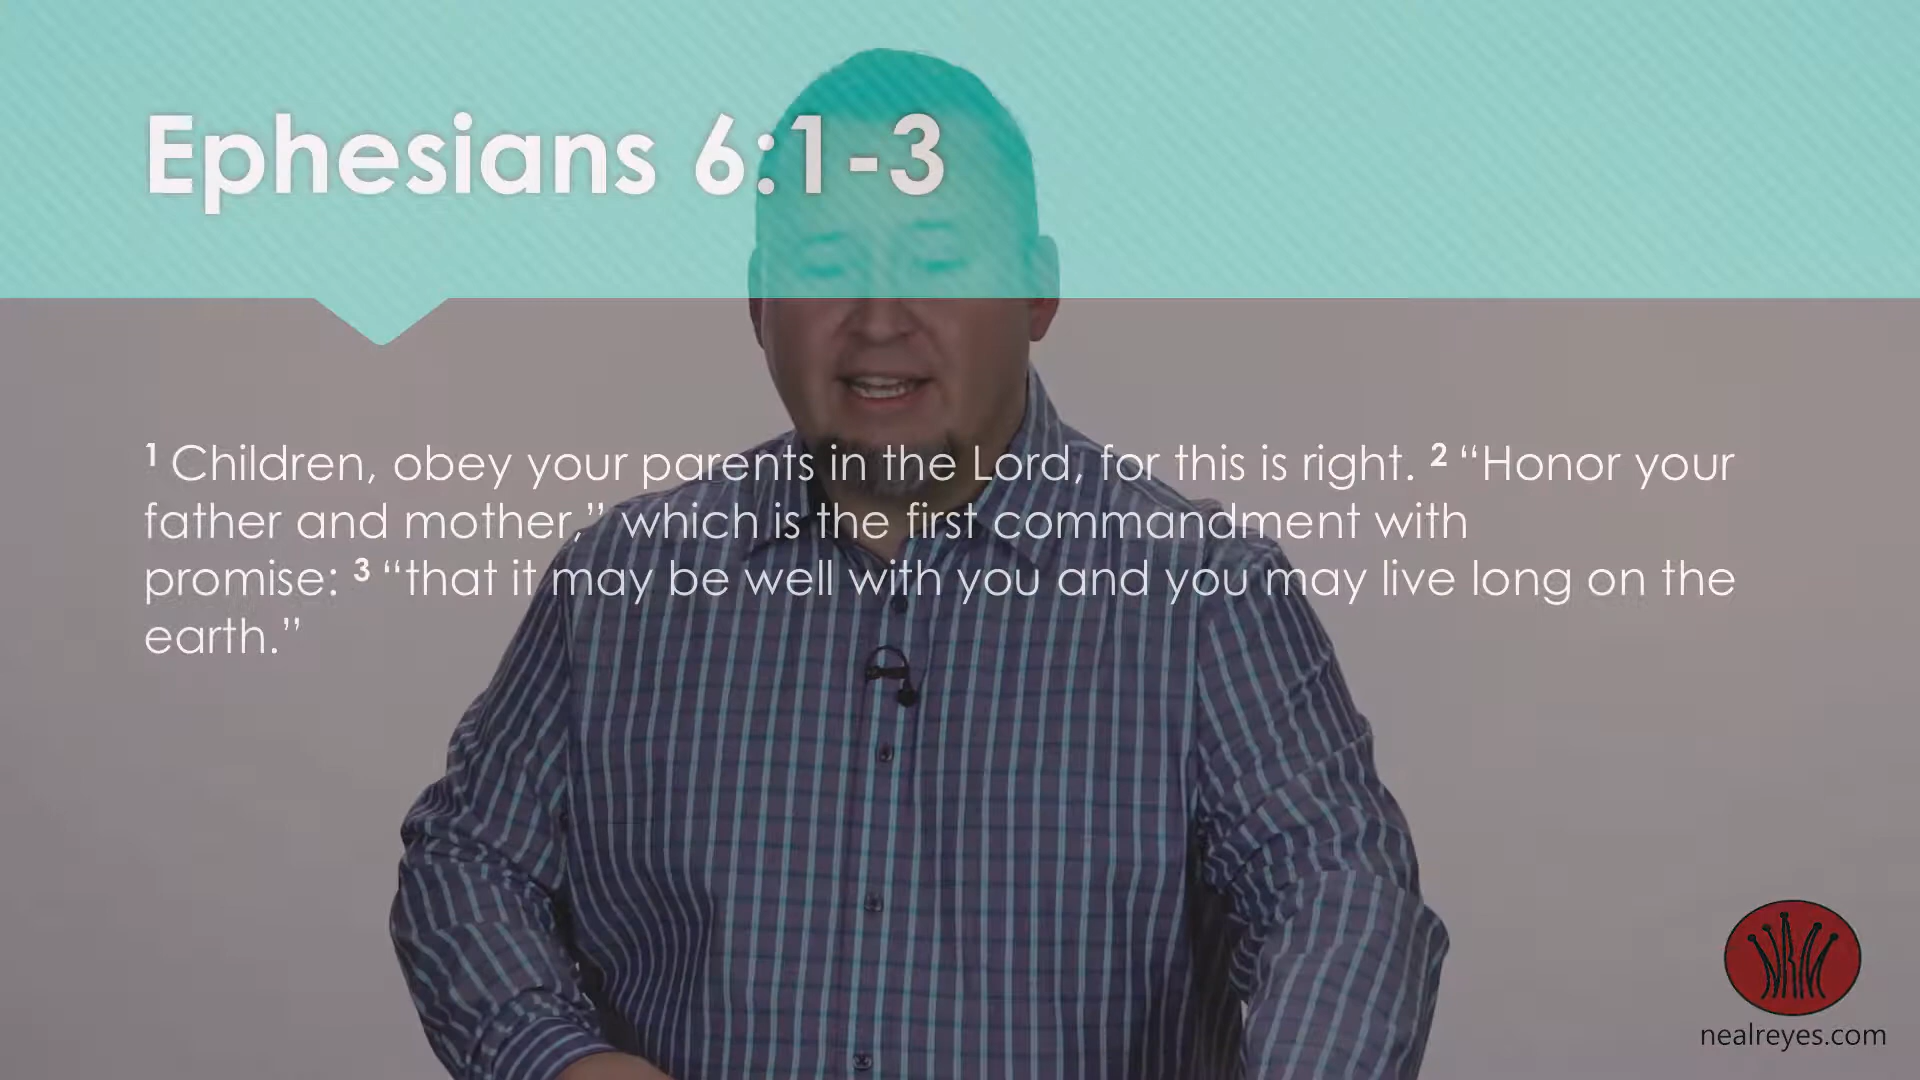 Ephesians 6:1-3
1 Children, obey your parents in the Lord, for this is right. 2 “Honor your
father and mother,” which is the first commandment with
promise: 3 “that it may be well with you and you may live long on the
earth.”
NRM
nealreyes.com